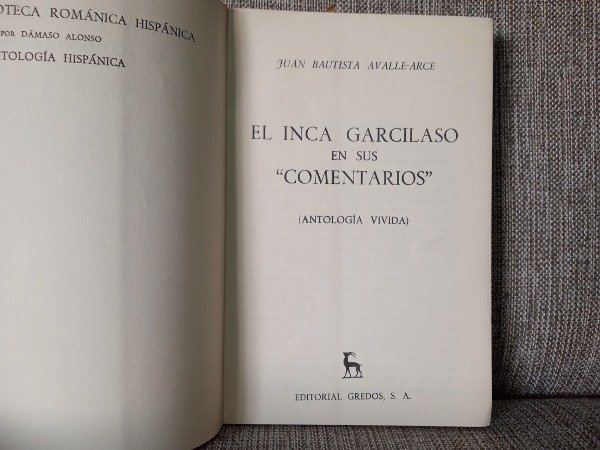 OTECA ROMÁNICA HISPÁNICA
POR DÁMASO ALONSO
TOLOGÍA HISPÁNICA
JUAN BAUTISTA AVALLE-ARCE
EL INCA GARCILASO
EN SUS
"COMENTARIOS"
(ANTOLOGÍA VIVIDA)
EDITORIAL GREDOS, S. A.